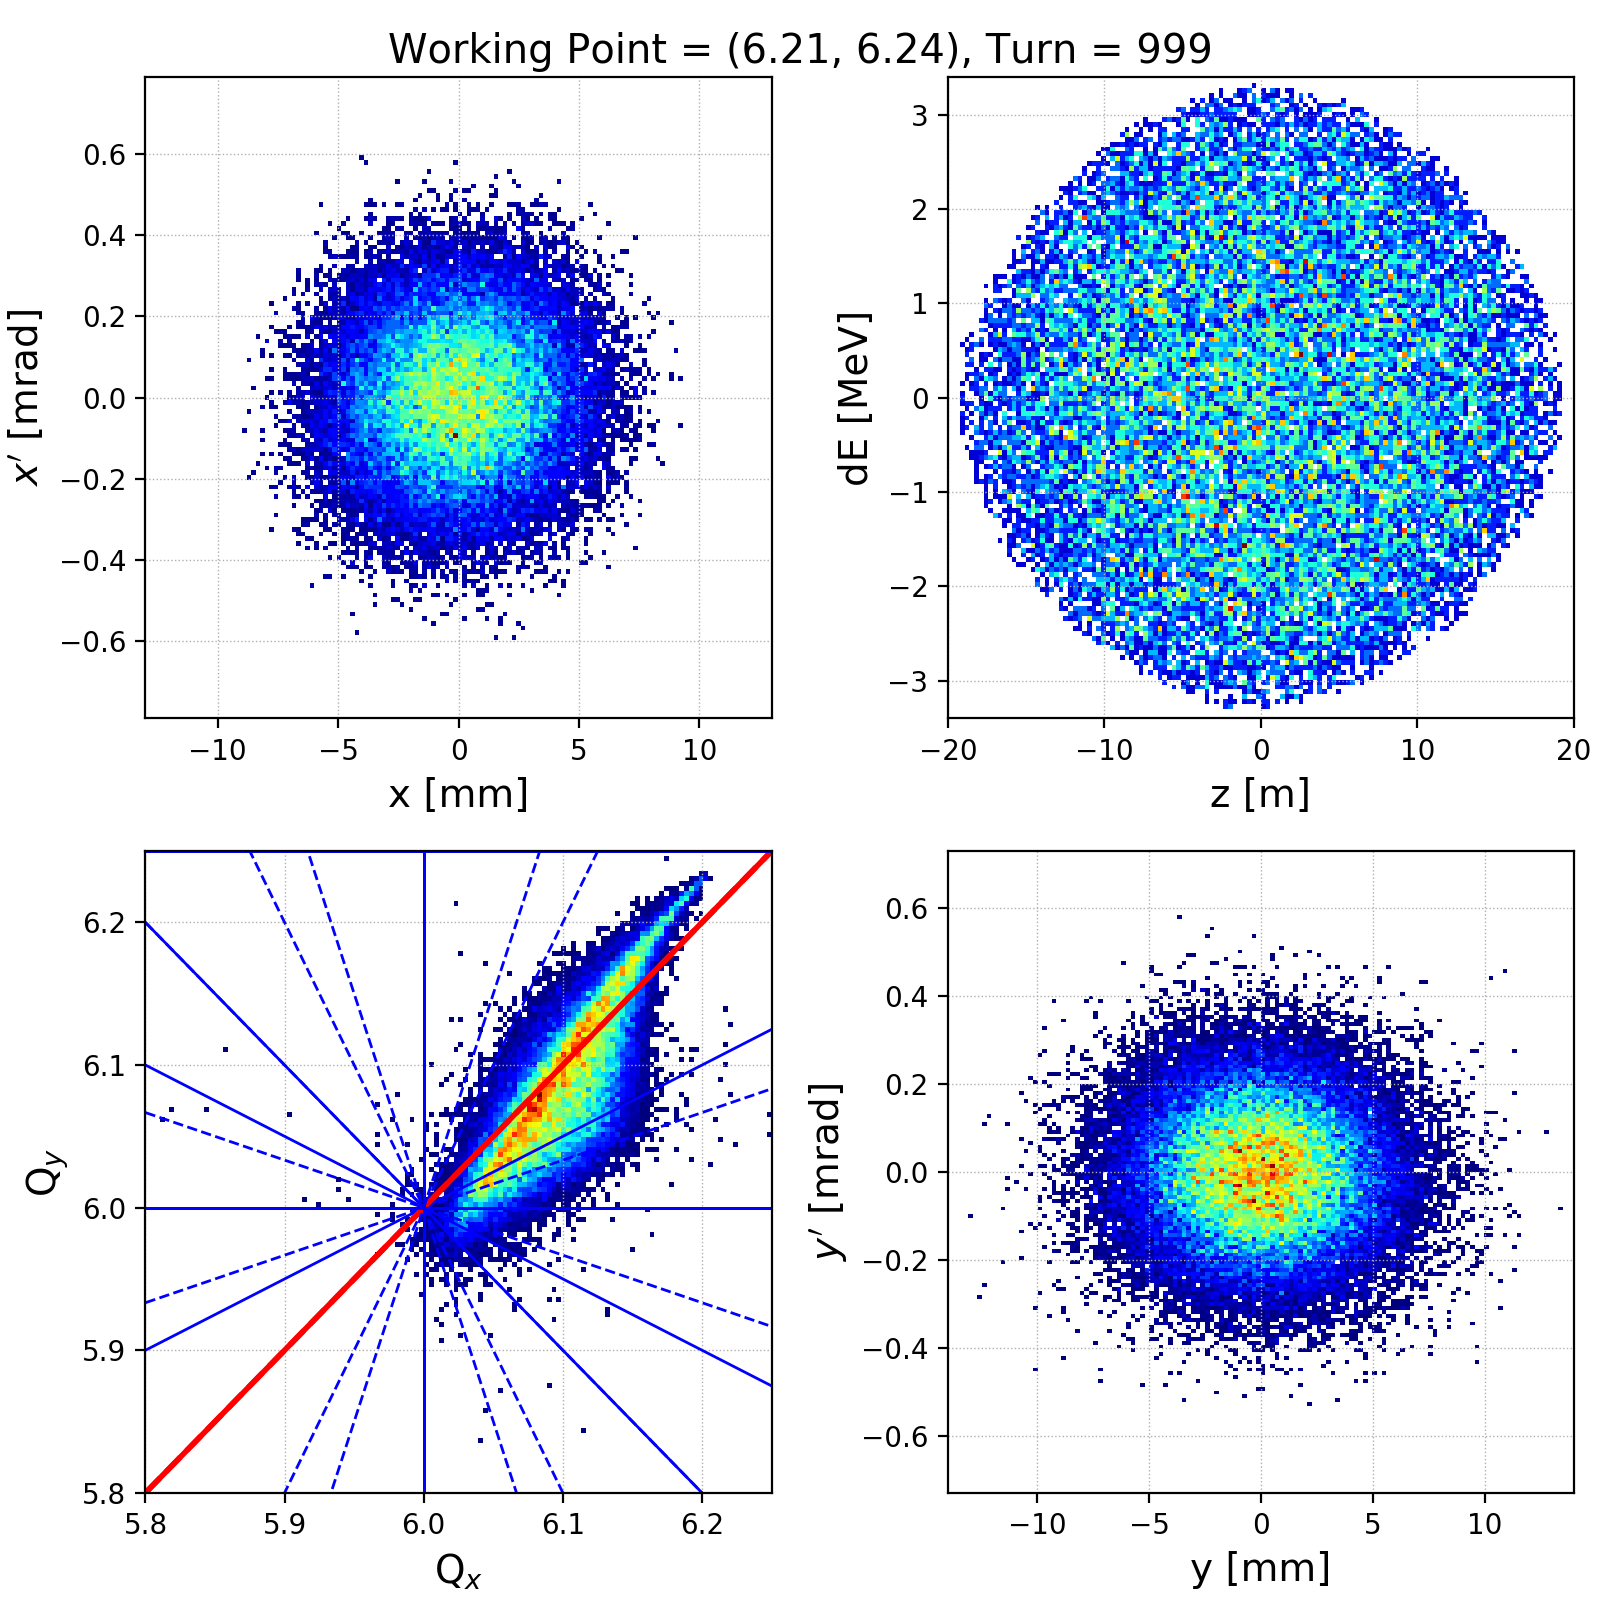 Working Point = (6.21, 6.24), Turn = 999
0.6
0.4
0.2
0.0
−0.2
−0.4
−0.6
x′ [mrad]
−10 −5 0 5 10
x [mm]
3
2
1
0
−1
−2
−3
dE [MeV]
−20 −10 0 10 20
z [m]
6.2
6.1
6.0
5.9
5.8
Qy
5.8 5.9 6.0 6.1 6.2
Qx
0.6
0.4
0.2
0.0
−0.2
−0.4
−0.6
y′ [mrad]
−10 −5 0 5 10
y [mm]